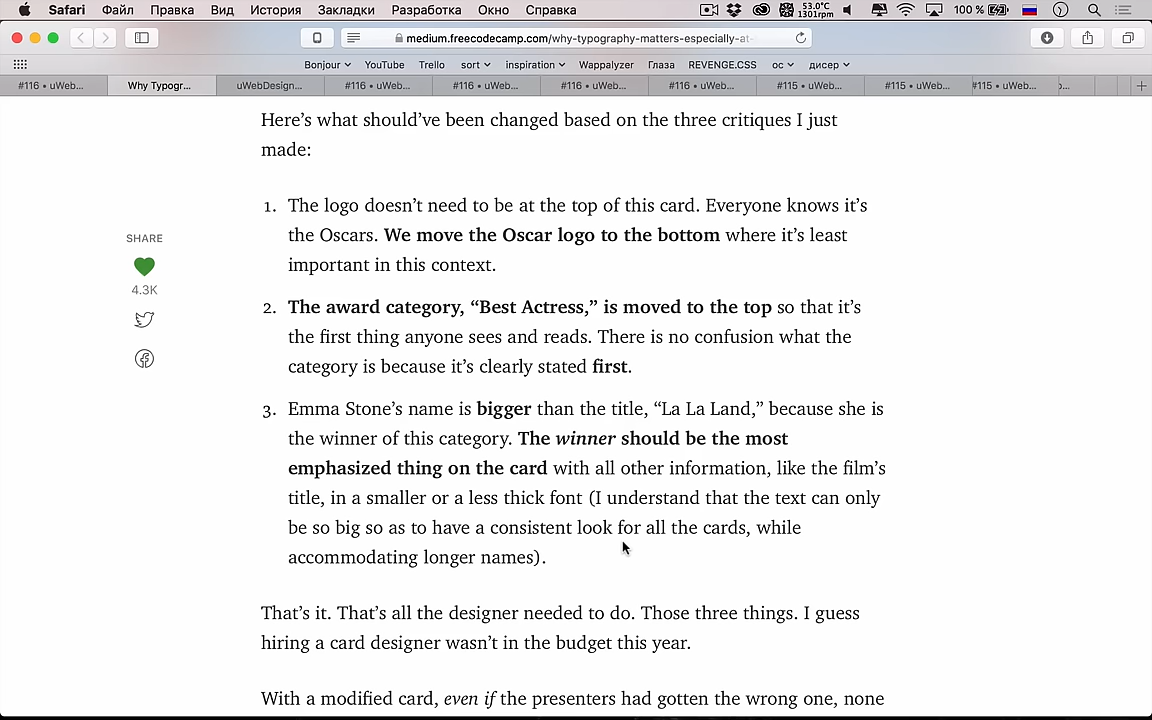 Safari Файл Правка Вид История Закладки Разработка Окно Справка 53.0°C 1301rpm 100 %
medium.freecodecamp.com/why-typography-matters-especially-at-
Bonjour YouTube Trello sort inspiration Wappalyzer Глаза REVENGE.CSS ос дисер
#116 • uWeb... Why Typogr... uWebDesign... #116 • uWeb... #116 • uWeb... #116 • uWeb... #116 • uWeb... #115 • uWeb... #115 • uWeb... #115 • uWeb...
Here’s what should’ve been changed based on the three critiques I just
made:
1. The logo doesn’t need to be at the top of this card. Everyone knows it’s
the Oscars. We move the Oscar logo to the bottom where it’s least
important in this context.
SHARE
4.3K
2. The award category, “Best Actress,” is moved to the top so that it’s
the first thing anyone sees and reads. There is no confusion what the
category is because it’s clearly stated first.
3. Emma Stone’s name is bigger than the title, “La La Land,” because she is
the winner of this category. The winner should be the most
emphasized thing on the card with all other information, like the film’s
title, in a smaller or a less thick font (I understand that the text can only
be so big so as to have a consistent look for all the cards, while
accommodating longer names).
That’s it. That’s all the designer needed to do. Those three things. I guess
hiring a card designer wasn’t in the budget this year.
With a modified card, even if the presenters had gotten the wrong one, none